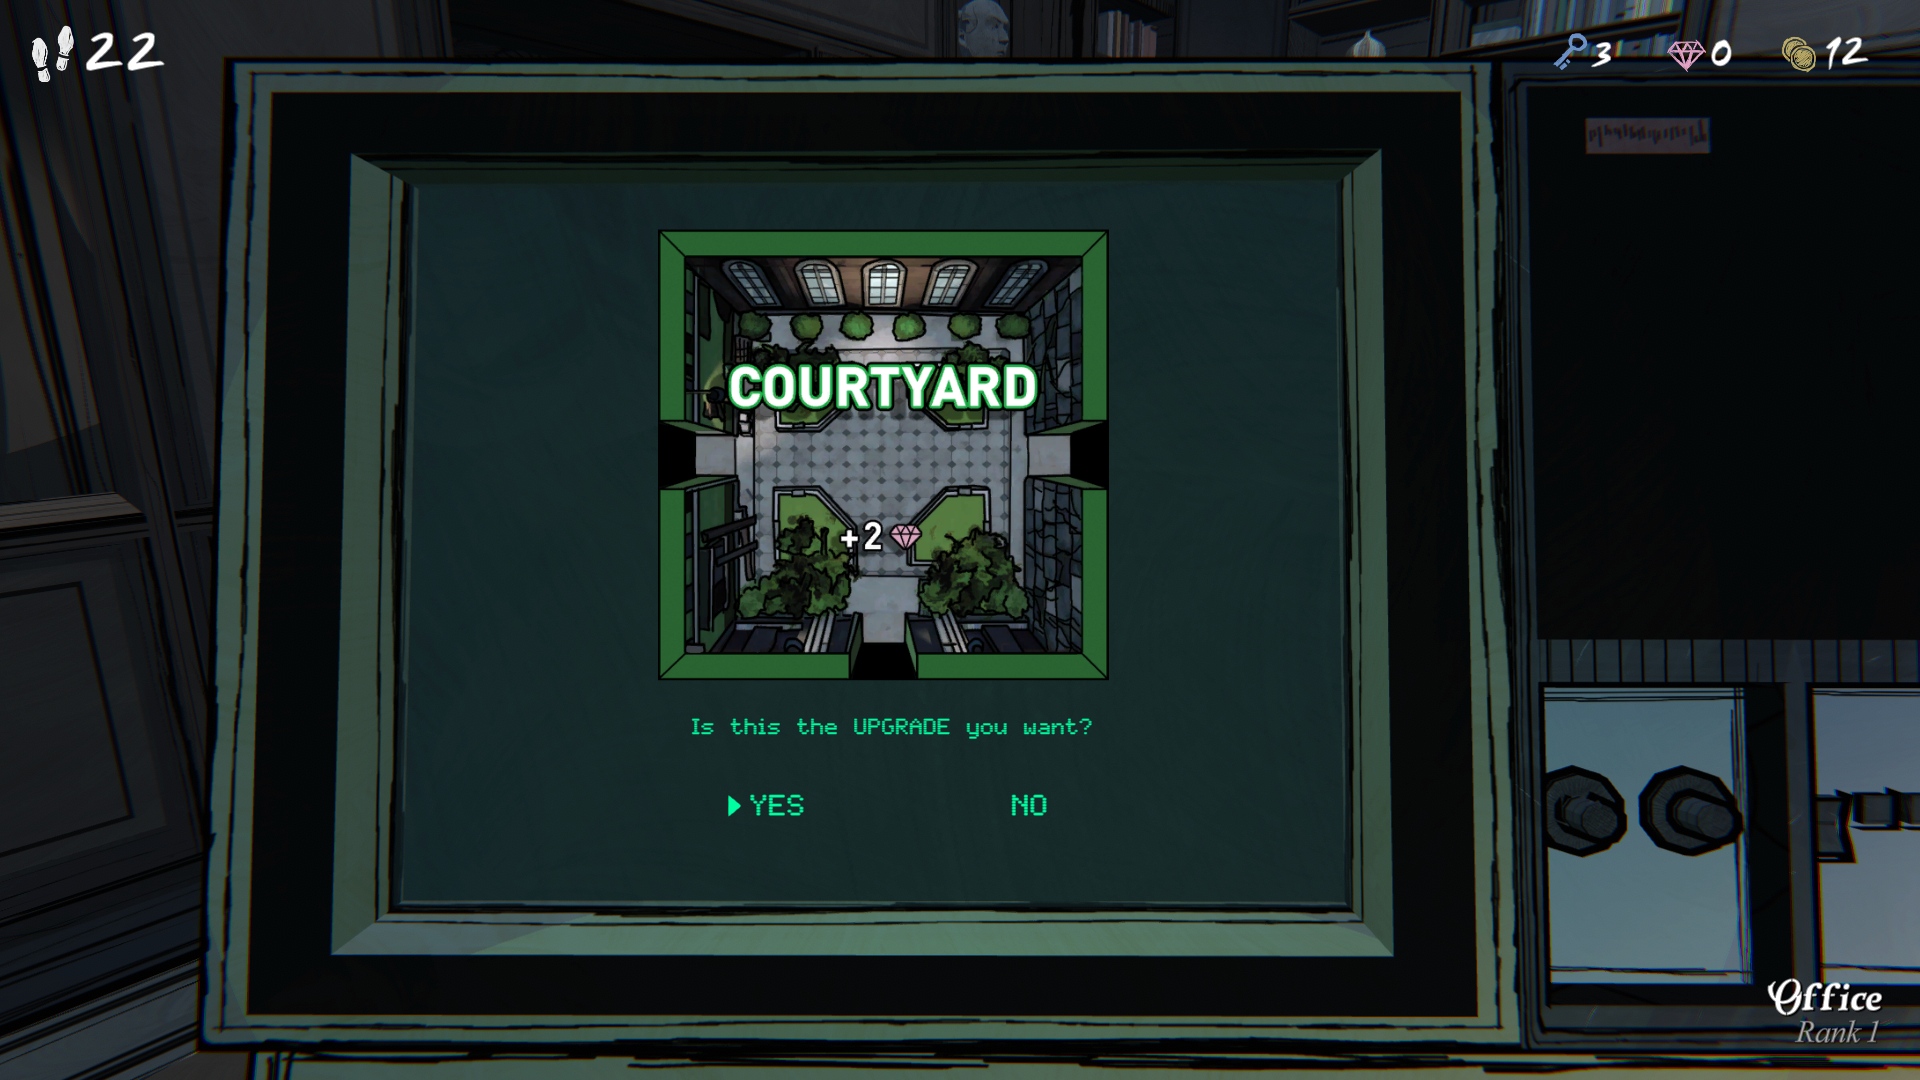 22
3
0
12
COURTYARD
+2
Is this the UPGRADE you want?
YES
NO
Office
Rank 1